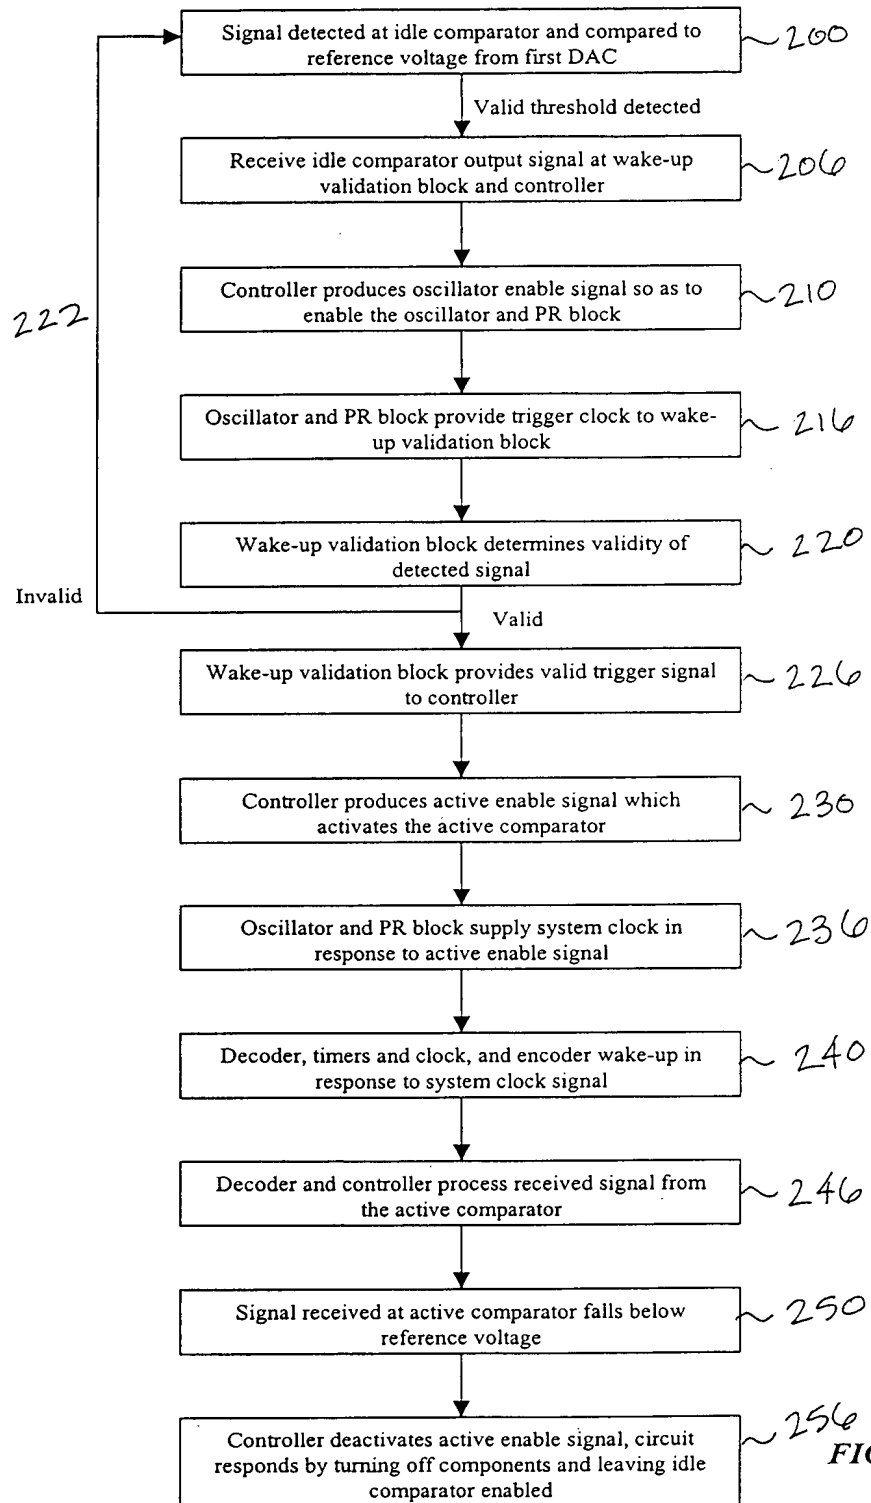 Signal detected at idle comparator and compared to
reference voltage from first DAC
200
Valid threshold detected
Receive idle comparator output signal at wake-up
validation block and controller
206
Controller produces oscillator enable signal so as to
enable the oscillator and PR block
210
222
Oscillator and PR block provide trigger clock to wake-
up validation block
216
Wake-up validation block determines validity of
detected signal
220
Invalid
Valid
Wake-up validation block provides valid trigger signal
to controller
226
Controller produces active enable signal which
activates the active comparator
230
Oscillator and PR block supply system clock in
response to active enable signal
236
Decoder, timers and clock, and encoder wake-up in
response to system clock signal
240
Decoder and controller process received signal from
the active comparator
246
Signal received at active comparator falls below
reference voltage
250
Controller deactivates active enable signal, circuit
responds by turning off components and leaving idle
comparator enabled
256